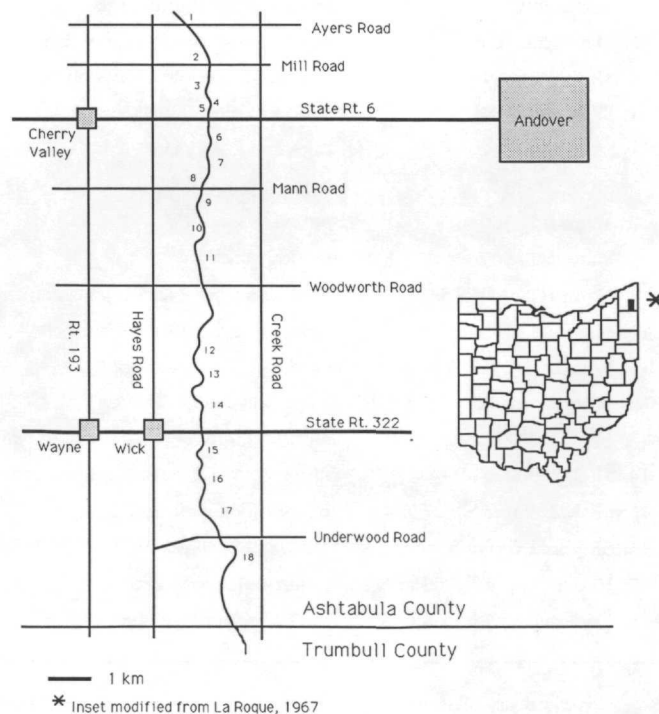 1
Ayers Road
2
Mill Road
3
4
5
State Rt. 6
Cherry
Valley
Andover
6
7
8
Mann Road
9
10
11
Woodworth Road
Rt. 193
Hayes Road
Creek Road
12
13
14
State Rt. 322
Wayne
Wick
15
16
17
Underwood Road
18
Ashtabula County
Trumbull County
1 km
* Inset modified from La Roque, 1967
*